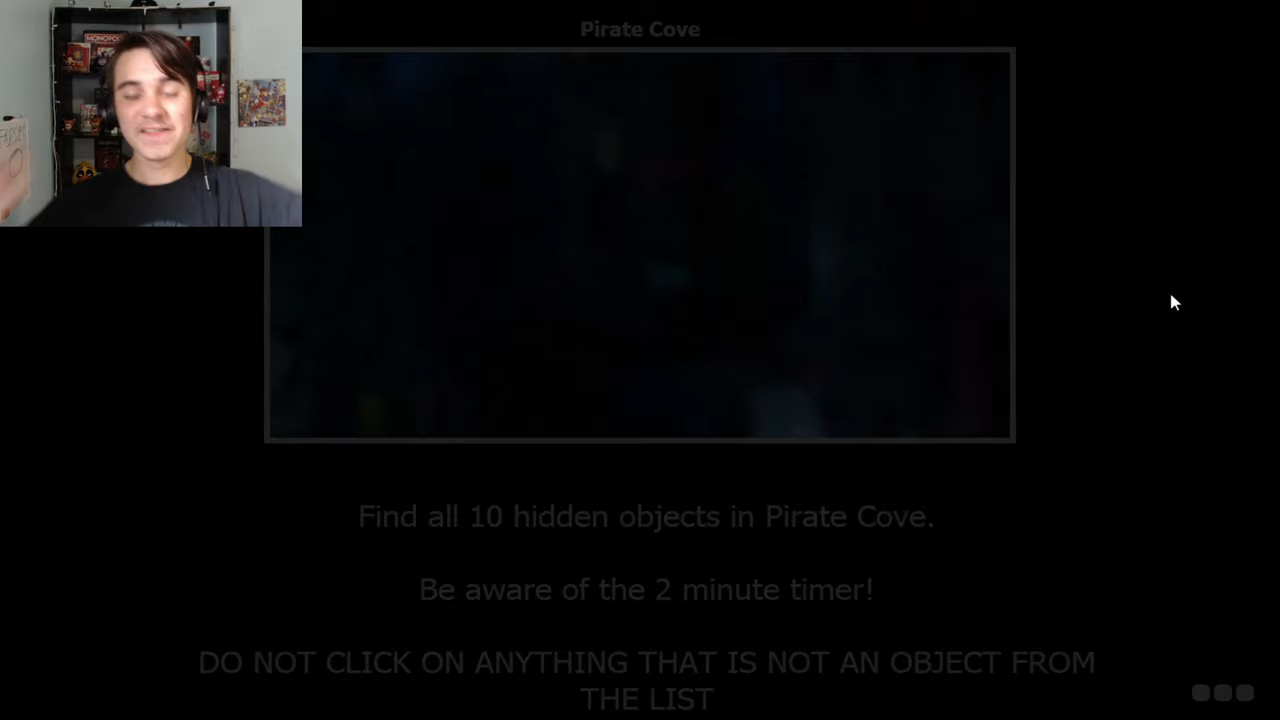 Pirate Cove
MONOPOLY
Find all 10 hidden objects in Pirate Cove.
Be aware of the 2 minute timer!
DO NOT CLICK ON ANYTHING THAT IS NOT AN OBJECT FROM
THE LIST